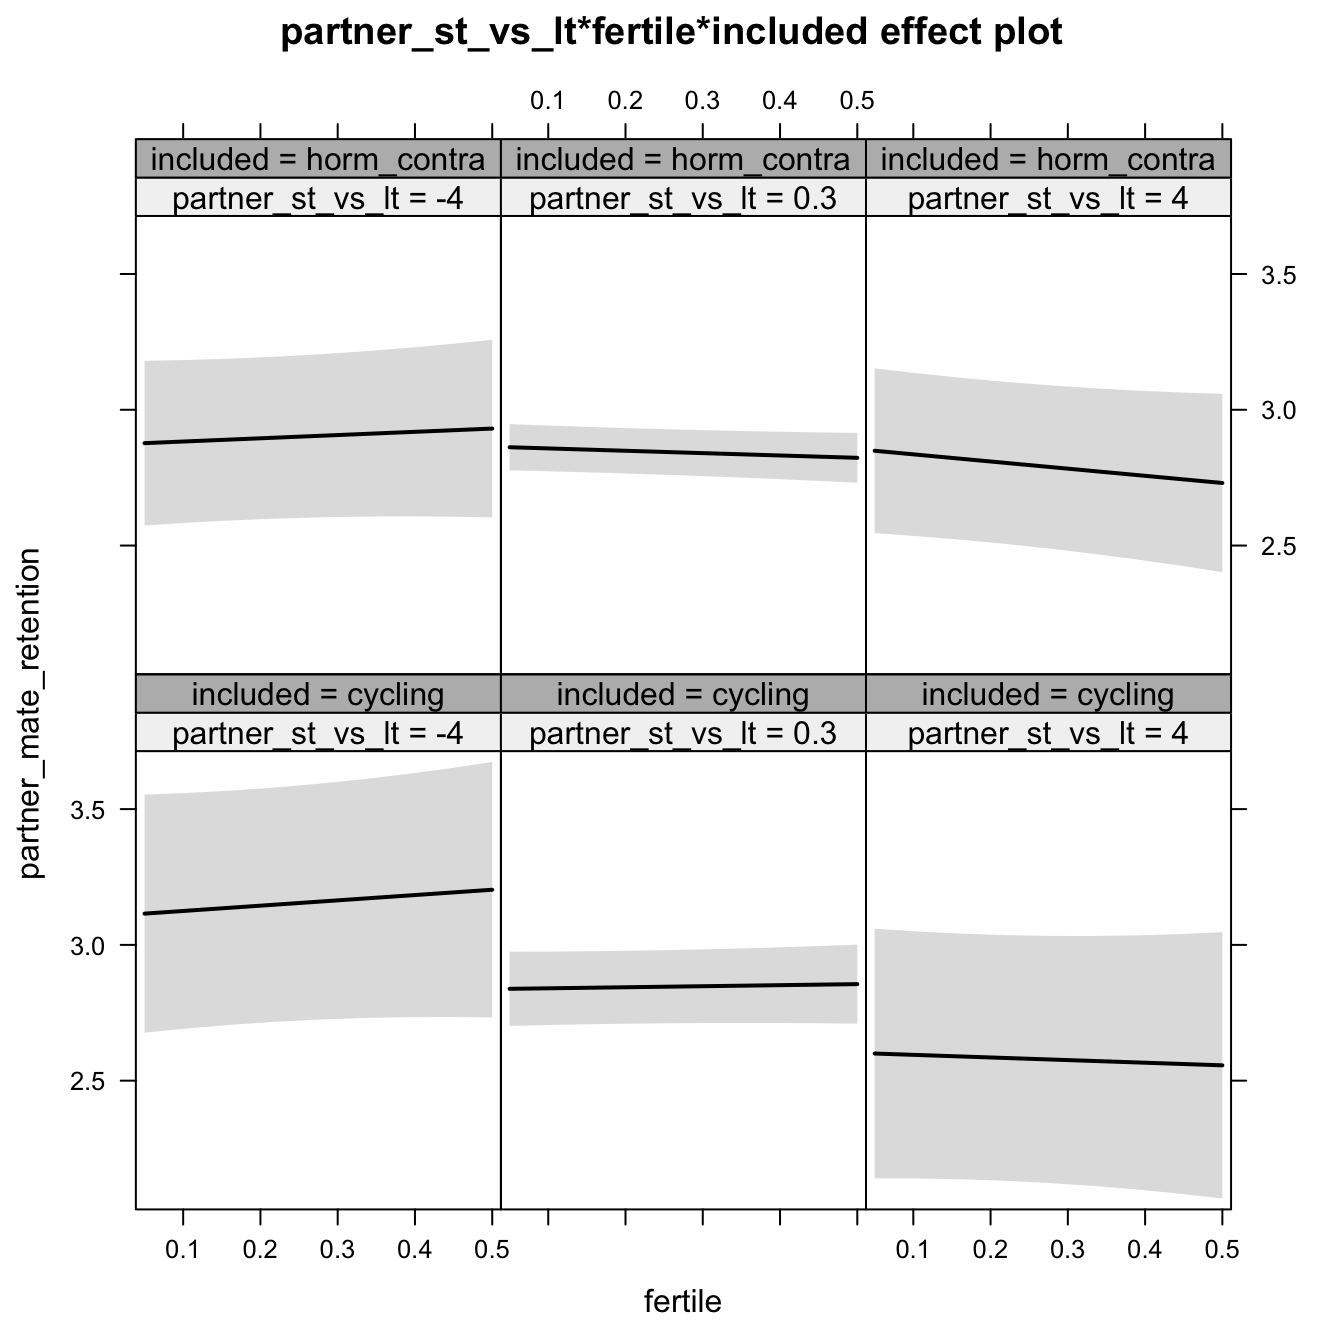 partner_st_vs_lt*fertile*included effect plot
0.1 0.2 0.3 0.4 0.5
included = horm_contra included = horm_contra included = horm_contra
partner_st_vs_lt = -4 partner_st_vs_lt = 0.3 partner_st_vs_lt = 4
3.5
3.0
2.5
partner_mate_retention
included = cycling included = cycling included = cycling
partner_st_vs_lt = -4 partner_st_vs_lt = 0.3 partner_st_vs_lt = 4
3.5
3.0
2.5
0.1 0.2 0.3 0.4 0.5 0.1 0.2 0.3 0.4 0.5
fertile